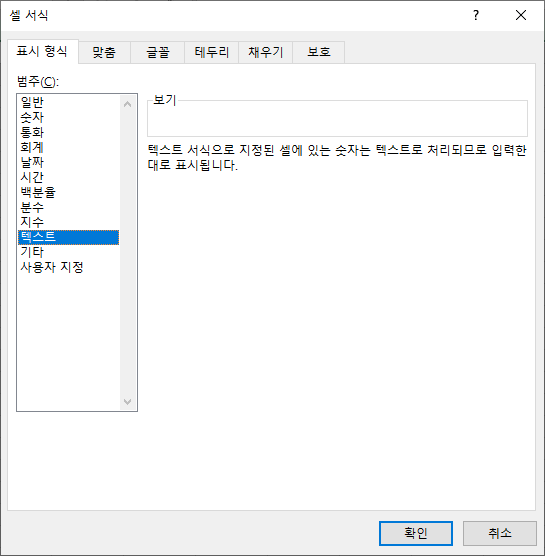 셀 서식
?
표시 형식
맞춤
글꼴
테두리
채우기
보호
범주(C):
일반
숫자
통화
회계
날짜
시간
백분율
분수
지수
텍스트
기타
사용자 지정
보기
텍스트 서식으로 지정된 셀에 있는 숫자는 텍스트로 처리되므로 입력한
대로 표시됩니다.
확인
취소